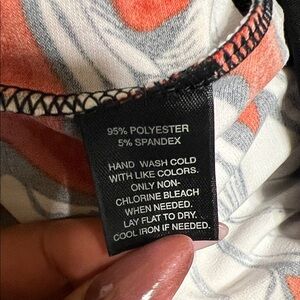 95% POLYESTER
5% SPANDEX
HAND WASH COLD
WITH LIKE COLORS.
ONLY NON-
CHLORINE BLEACH
WHEN NEEDED.
LAY FLAT TO DRY.
COOL IRON IF NEEDED.